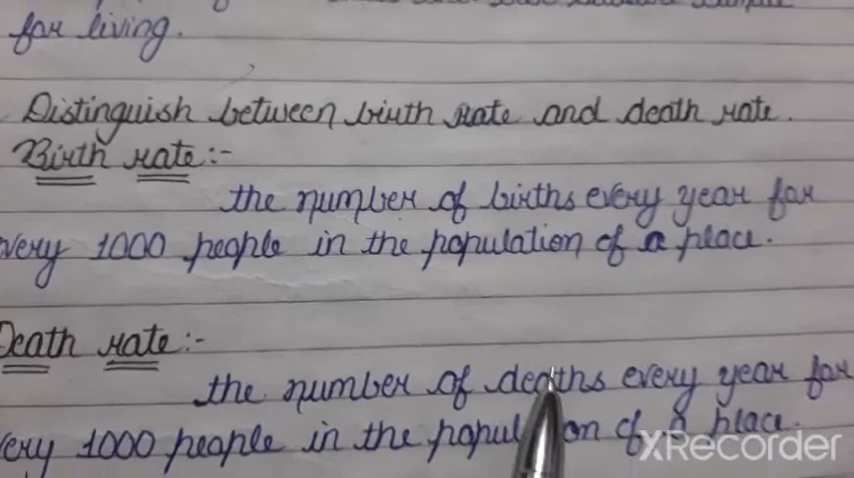 for living.
Distinguish between birth rate and death rate.
Birth rate:-
the number of births every year for
very 1000 people in the population of a place.
Death rate:-
the number of deaths every year for
ery 1000 people in the popul on of a place.
XRecorder